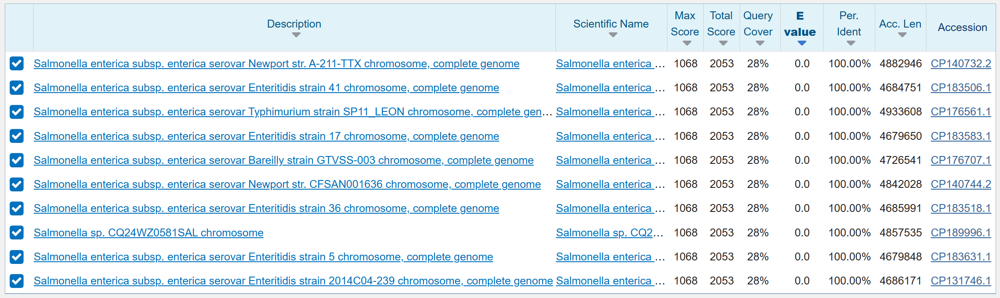 Description Scientific Name Max Score Total Score Query Cover E value Per. Ident Acc. Len Accession
Salmonella enterica subsp. enterica serovar Newport str. A-211-TTX chromosome, complete genome Salmonella enterica ... 1068 2053 28% 0.0 100.00% 4882946 CP140732.2
Salmonella enterica subsp. enterica serovar Enteritidis strain 41 chromosome, complete genome Salmonella enterica ... 1068 2053 28% 0.0 100.00% 4684751 CP183506.1
Salmonella enterica subsp. enterica serovar Typhimurium strain SP11_LEON chromosome, complete gen... Salmonella enterica ... 1068 2053 28% 0.0 100.00% 4933608 CP176561.1
Salmonella enterica subsp. enterica serovar Enteritidis strain 17 chromosome, complete genome Salmonella enterica ... 1068 2053 28% 0.0 100.00% 4679650 CP183583.1
Salmonella enterica subsp. enterica serovar Bareilly strain GTVSS-003 chromosome, complete genome Salmonella enterica ... 1068 2053 28% 0.0 100.00% 4726541 CP176707.1
Salmonella enterica subsp. enterica serovar Newport str. CFSAN001636 chromosome, complete genome Salmonella enterica ... 1068 2053 28% 0.0 100.00% 4842028 CP140744.2
Salmonella enterica subsp. enterica serovar Enteritidis strain 36 chromosome, complete genome Salmonella enterica ... 1068 2053 28% 0.0 100.00% 4685991 CP183518.1
Salmonella sp. CQ24WZ0581SAL chromosome Salmonella sp. CQ2... 1068 2053 28% 0.0 100.00% 4857535 CP189996.1
Salmonella enterica subsp. enterica serovar Enteritidis strain 5 chromosome, complete genome Salmonella enterica ... 1068 2053 28% 0.0 100.00% 4679848 CP183631.1
Salmonella enterica subsp. enterica serovar Enteritidis strain 2014C04-239 chromosome, complete genome Salmonella enterica ... 1068 2053 28% 0.0 100.00% 4686171 CP131746.1